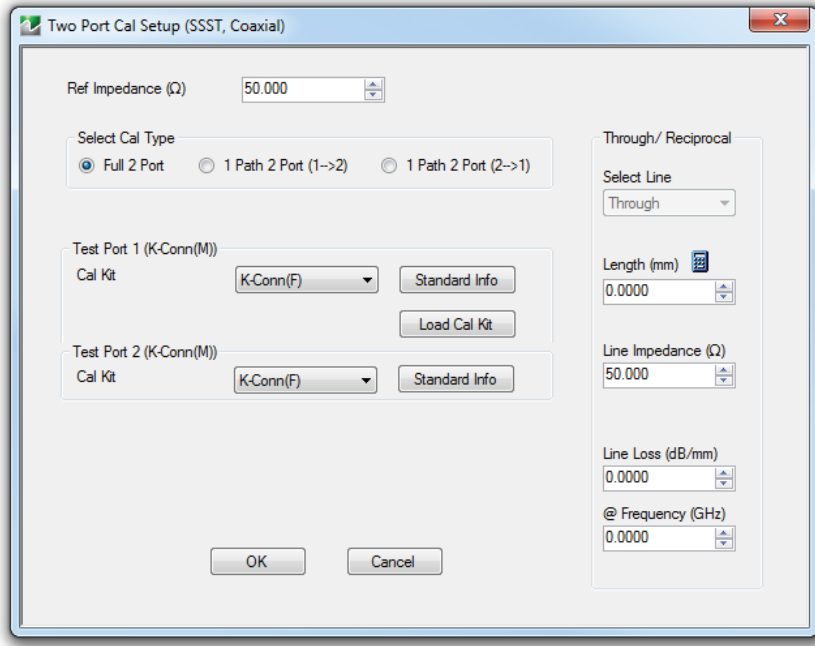 Two Port Cal Setup (SSST, Coaxial)
Ref Impedance (Ω)
50.000
Select Cal Type
Full 2 Port
1 Path 2 Port (1-->2)
1 Path 2 Port (2-->1)
Test Port 1 (K-Conn(M))
Cal Kit
K-Conn(F)
Standard Info
Load Cal Kit
Test Port 2 (K-Conn(M))
Cal Kit
K-Conn(F)
Standard Info
OK
Cancel
Through/ Reciprocal
Select Line
Through
Length (mm)
0.0000
Line Impedance (Ω)
50.000
Line Loss (dB/mm)
0.0000
@ Frequency (GHz)
0.0000